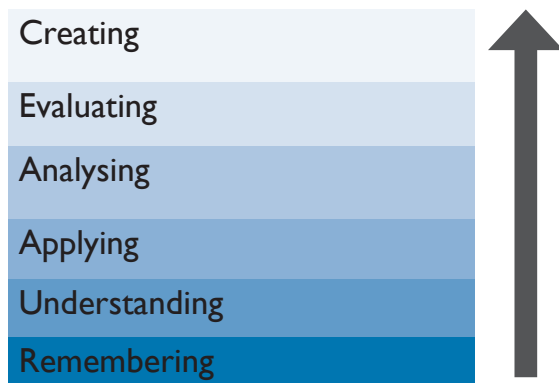 Creating
Evaluating
Analysing
Applying
Understanding
Remembering